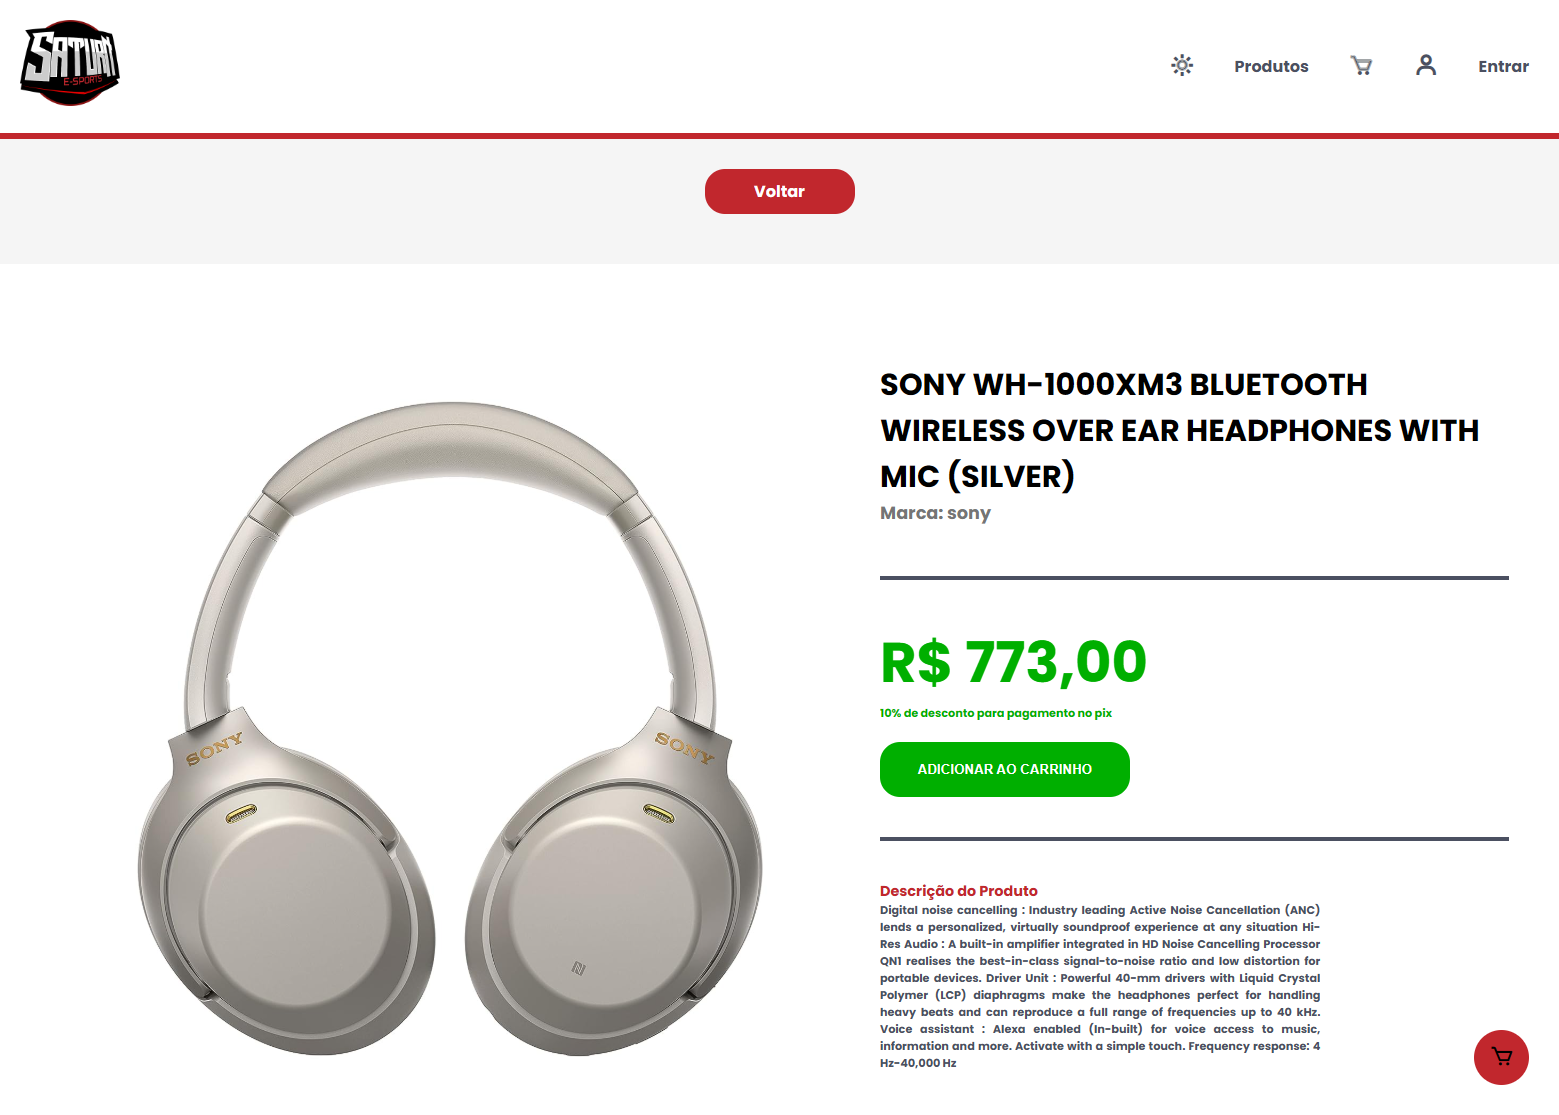 SATURN
E-SPORTS
Produtos
Entrar
Voltar
SONY WH-1000XM3 BLUETOOTH
WIRELESS OVER EAR HEADPHONES WITH
MIC (SILVER)
Marca: sony
R$ 773,00
10% de desconto para pagamento no pix
ADICIONAR AO CARRINHO
SONY
SONY
Descrição do Produto
Digital noise cancelling : Industry leading Active Noise Cancellation (ANC)
lends a personalized, virtually soundproof experience at any situation Hi-
Res Audio : A built-in amplifier integrated in HD Noise Cancelling Processor
QN1 realises the best-in-class signal-to-noise ratio and low distortion for
portable devices. Driver Unit : Powerful 40-mm drivers with Liquid Crystal
Polymer (LCP) diaphragms make the headphones perfect for handling
heavy beats and can reproduce a full range of frequencies up to 40 kHz.
Voice assistant : Alexa enabled (In-built) for voice access to music,
information and more. Activate with a simple touch. Frequency response: 4
Hz-40,000 Hz